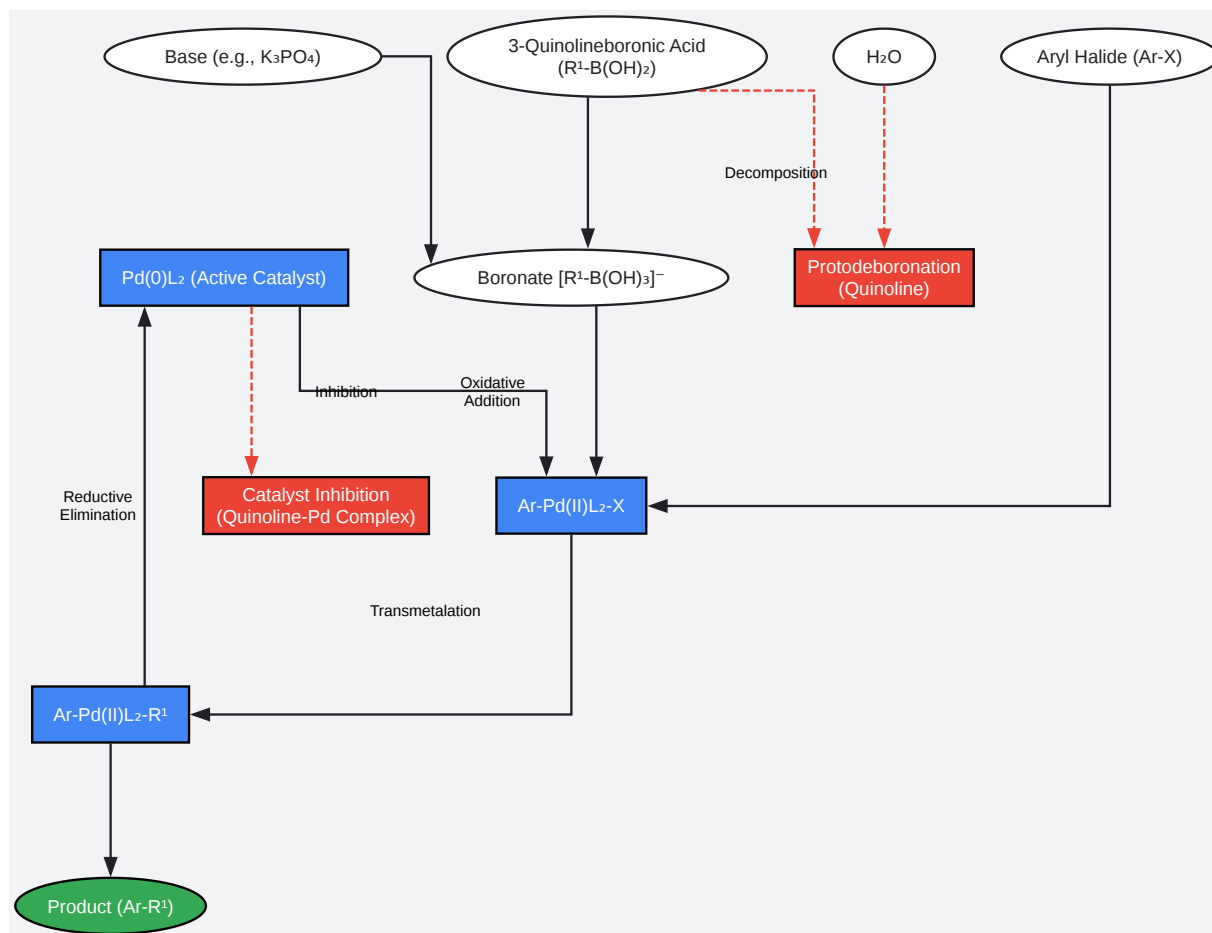 Base (e.g., K₃PO₄)
3-Quinolineboronic Acid
(R¹-B(OH)₂)
H₂O
Aryl Halide (Ar-X)
Decomposition
Pd(0)L₂ (Active Catalyst)
Boronate [R¹-B(OH)₃]⁻
Protodeboronation
(Quinoline)
Inhibition
Oxidative
Addition
Catalyst Inhibition
(Quinoline-Pd Complex)
Ar-Pd(II)L₂-X
Reductive
Elimination
Transmetalation
Ar-Pd(II)L₂-R¹
Product (Ar-R¹)